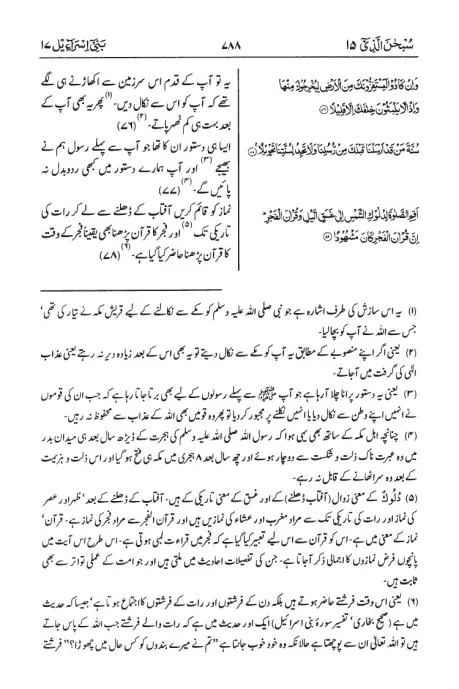 سُبْحٰنَ الَّذِیْ ۱۵
۷۸۸
بَنِیْٓ اِسْرَآءِیْل ۱۷
وَاِنْ كَادُوْا لَيَسْتَفِزُّوْنَكَ مِنَ الْاَرْضِ لِيُخْرِجُوْكَ مِنْهَا
وَاِذًا لَّا يَلْبَثُوْنَ خِلٰفَكَ اِلَّا قَلِيْلًا ﴿۷۶﴾
سُنَّةَ مَنْ قَدْ اَرْسَلْنَا قَبْلَكَ مِنْ رُّسُلِنَا وَلَا تَجِدُ لِسُنَّتِنَا تَحْوِيْلًا ﴿۷۷﴾
اَقِمِ الصَّلٰوةَ لِدُلُوْكِ الشَّمْسِ اِلٰى غَسَقِ الَّيْلِ وَقُرْاٰنَ الْفَجْرِ ؕ
اِنَّ قُرْاٰنَ الْفَجْرِ كَانَ مَشْهُوْدًا ﴿۷۸﴾
یہ تو آپ کے قدم اس سرزمین سے اکھاڑنے ہی لگے
تھے کہ آپ کو اس سے نکال دیں۔ (۱) پھر یہ بھی آپ کے
بعد بہت ہی کم ٹھہر پاتے۔ (۲) (۷۶)
ایسا ہی دستور ان کا تھا جو آپ سے پہلے رسول ہم نے
بھیجے (۳) اور آپ ہمارے دستور میں کبھی ردوبدل نہ
پائیں گے۔ (۴) (۷۷)
نماز کو قائم کریں آفتاب کے ڈھلنے سے لے کر رات کی
تاریکی تک (۵) اور فجر کا قرآن پڑھنا بھی یقیناً فجر کے وقت
کا قرآن پڑھنا حاضر کیا گیا ہے۔ (۶) (۷۸)
(۱) یہ اس سازش کی طرف اشارہ ہے جو نبی صلی اللہ علیہ وسلم کو مکے سے نکالنے کے لیے قریش مکہ نے تیار کی تھی'
جس سے اللہ نے آپ کو بچا لیا۔
(۲) یعنی اگر اپنے منصوبے کے مطابق یہ آپ کو مکے سے نکال دیتے تو یہ بھی اس کے بعد زیادہ دیر نہ رہتے یعنی عذاب
الٰہی کی گرفت میں آجاتے۔
(۳) یعنی یہ دستور پرانا چلا آرہا ہے جو آپ ﷺ سے پہلے رسولوں کے لیے بھی برتا جاتا رہا ہے کہ جب ان کی قوموں
نے انہیں اپنے وطن سے نکال دیا یا انہیں نکلنے پر مجبور کر دیا تو پھر وہ قومیں بھی اللہ کے عذاب سے محفوظ نہ رہیں۔
(۴) چنانچہ اہل مکہ کے ساتھ بھی یہی ہوا کہ رسول اللہ صلی اللہ علیہ وسلم کی ہجرت کے ڈیڑھ سال بعد ہی میدان بدر
میں وہ عبرت ناک ذلت و شکست سے دوچار ہوئے اور چھ سال بعد ۸ ہجری میں مکہ ہی فتح ہو گیا اور اس ذلت و ہزیمت
کے بعد وہ سر اٹھانے کے قابل نہ رہے۔
(۵) دُلُوكٌ کے معنی زوال (آفتاب ڈھلنے) کے اور غسق کے معنی تاریکی کے ہیں۔ آفتاب کے ڈھلنے کے بعد' ظہر اور عصر
کی نماز اور رات کی تاریکی تک سے مراد مغرب اور عشاء کی نمازیں ہیں اور قرآن الفجر سے مراد فجر کی نماز ہے۔ قرآن'
نماز کے معنی میں ہے۔ اس کو قرآن سے اس لیے تعبیر کیا گیا ہے کہ فجر میں قراءت لمبی ہوتی ہے۔ اس طرح اس آیت میں
پانچوں فرض نمازوں کا اجمالی ذکر آجاتا ہے۔ جن کی تفصیلات احادیث میں ملتی ہیں اور جو امت کے عملی تواتر سے بھی
ثابت ہیں۔
(۶) یعنی اس وقت فرشتے حاضر ہوتے ہیں بلکہ دن کے فرشتوں اور رات کے فرشتوں کا اجتماع ہوتا ہے' جیسا کہ حدیث
میں ہے (صحیح بخاری' تفسیر سورۃ بنی اسرائیل) ایک اور حدیث میں ہے کہ رات والے فرشتے جب اللہ کے پاس جاتے
ہیں تو اللہ تعالیٰ ان سے پوچھتا ہے حالانکہ وہ خود خوب جانتا ہے "تم نے میرے بندوں کو کس حال میں چھوڑا؟" فرشتے